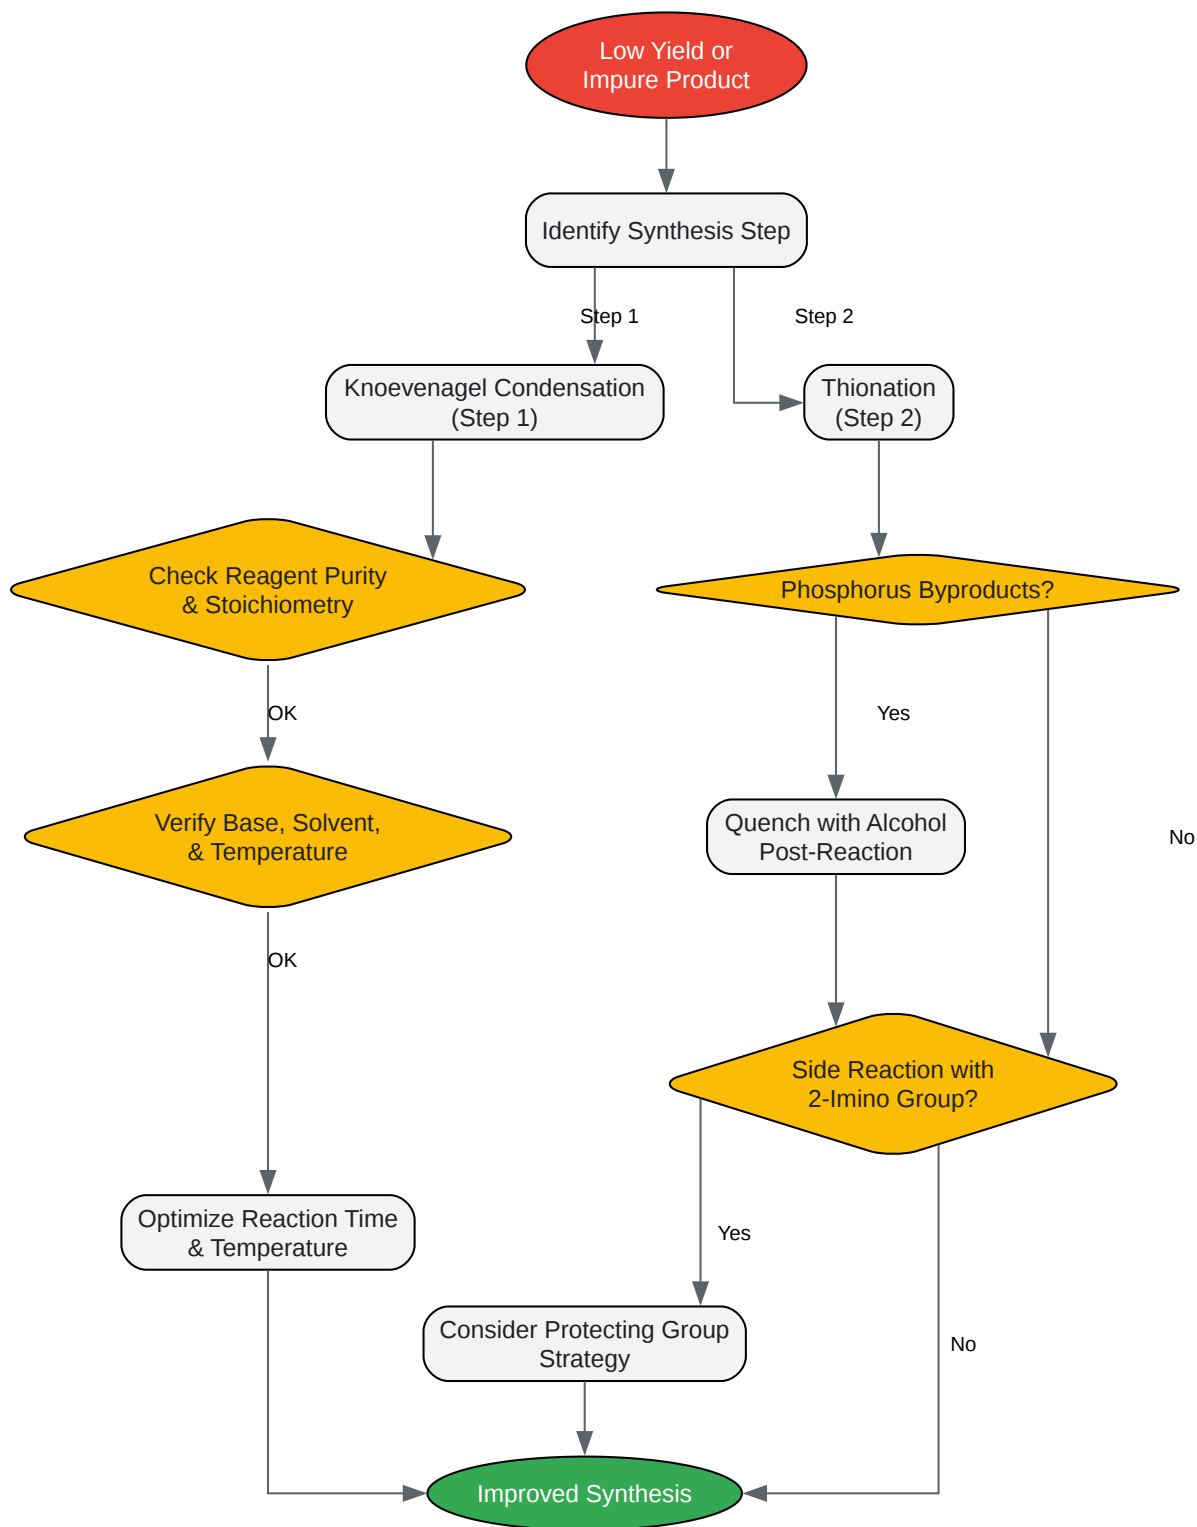 Low Yield or
Impure Product
Identify Synthesis Step
Step 1
Step 2
Knoevenagel Condensation
(Step 1)
Thionation
(Step 2)
Check Reagent Purity
& Stoichiometry
Phosphorus Byproducts?
OK
Yes
Verify Base, Solvent,
& Temperature
Quench with Alcohol
Post-Reaction
No
OK
Side Reaction with
2-Imino Group?
Optimize Reaction Time
& Temperature
Yes
Consider Protecting Group
Strategy
No
Improved Synthesis